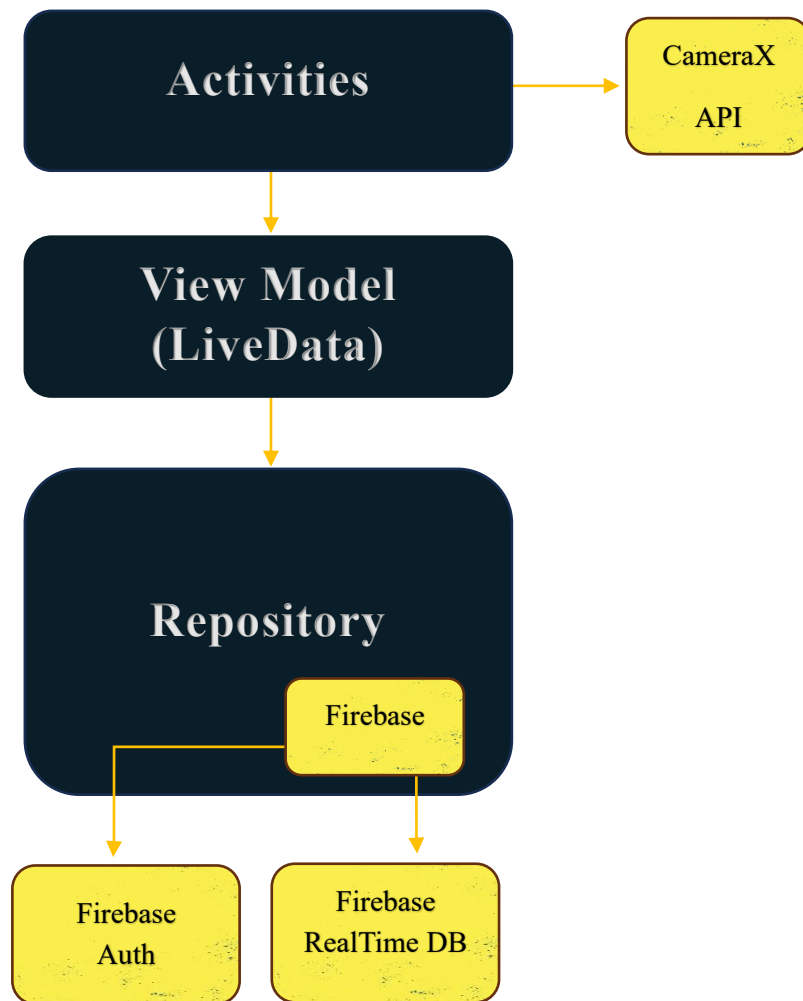 Activities
CameraX
API
View Model
(LiveData)
Repository
Firebase
Firebase
Auth
Firebase
RealTime DB